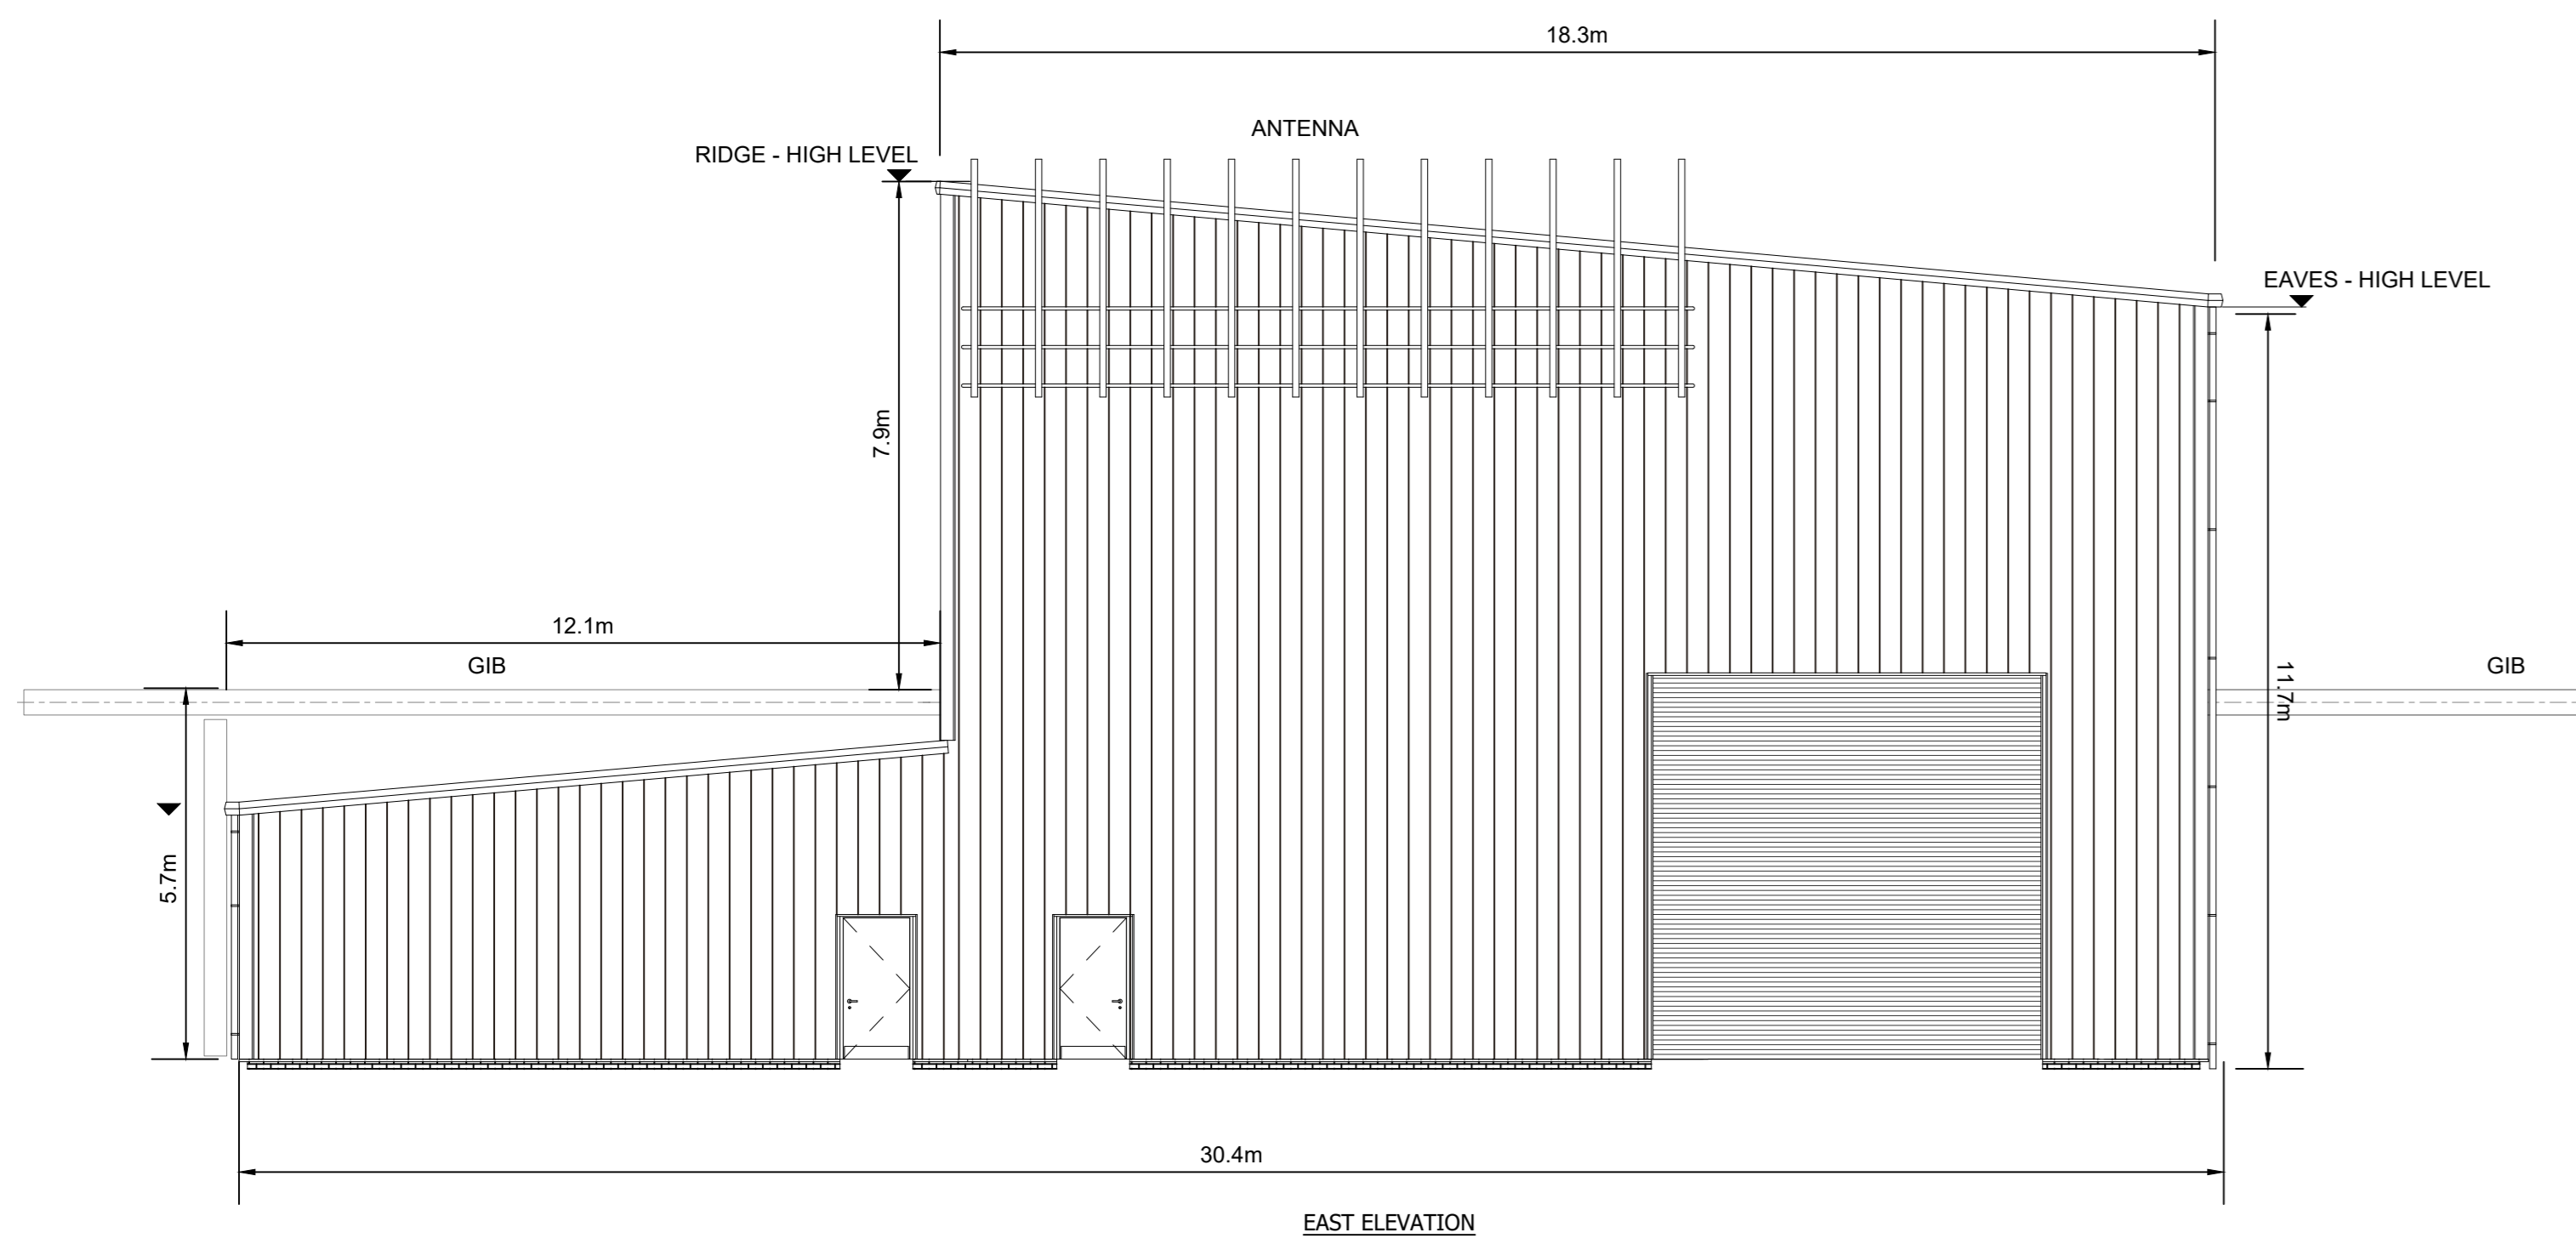 18.3m
ANTENNA
RIDGE - HIGH LEVEL
EAVES - HIGH LEVEL
7.9m
12.1m
GIB
GIB
11.7m
5.7m
30.4m
EAST ELEVATION